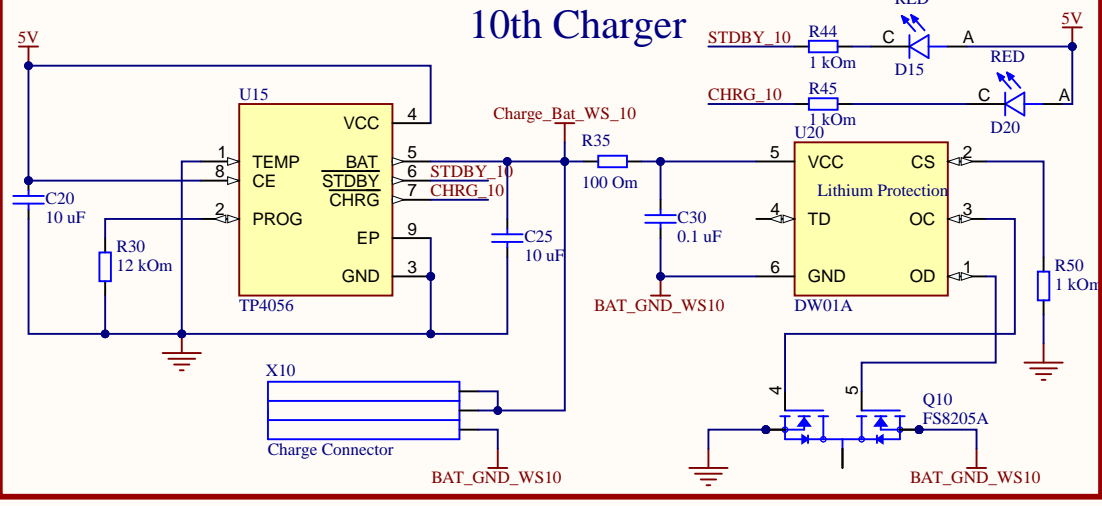 10th Charger
5V
U15
VCC 4
1 TEMP
BAT 5
8 CE
STDBY 6
STDBY_10
CHRG 7
CHRG_10
2 PROG
EP 9
GND 3
TP4056
C20
10 uF
R30
12 kOm
C25
10 uF
Charge_Bat_WS_10
R35
100 Om
C30
0.1 uF
BAT_GND_WS10
X10
Charge Connector
BAT_GND_WS10
STDBY_10
R44
1 kOm
C
A
D15
RED
5V
CHRG_10
R45
1 kOm
RED
C
A
D20
U20
5 VCC
CS 2
Lithium Protection
4 TD
OC 3
6 GND
OD 1
DW01A
R50
1 kOm
4
5
Q10
FS8205A
BAT_GND_WS10